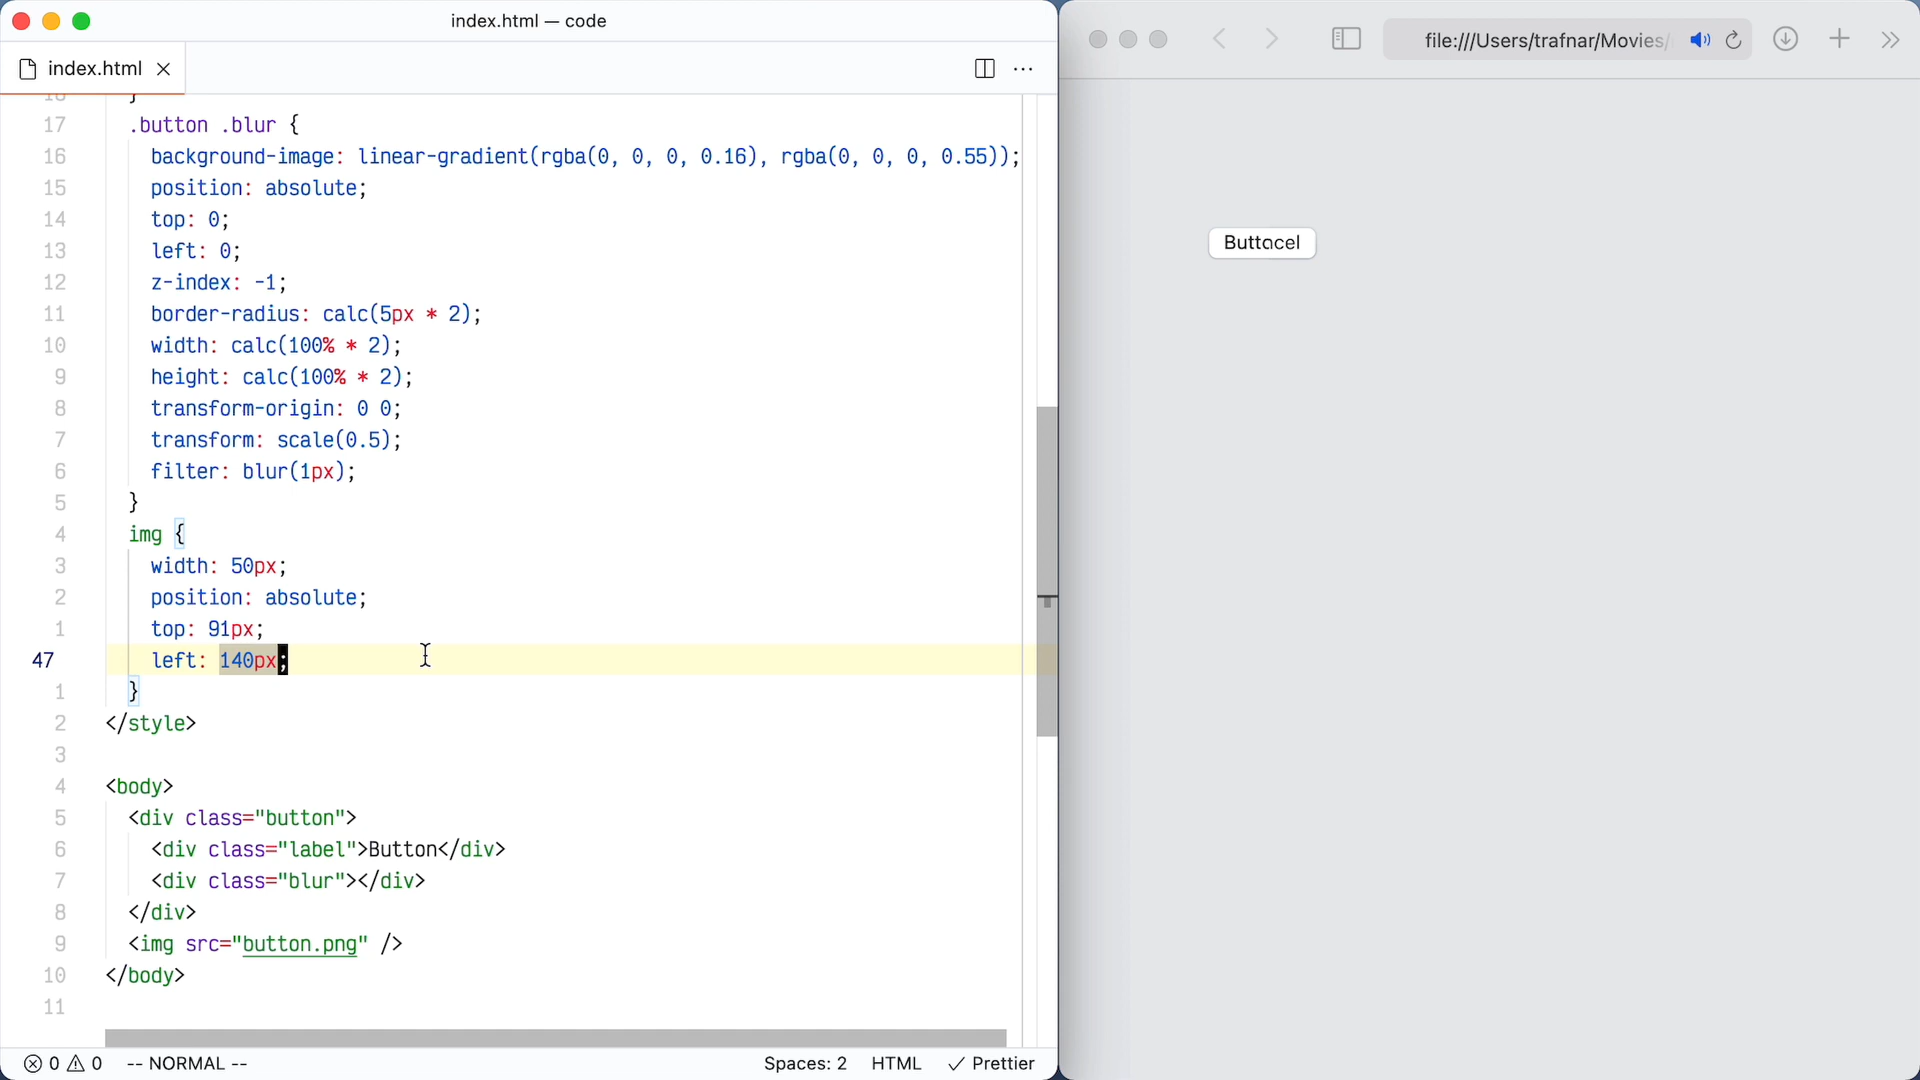 index.html — code
index.html
18 }
17 .button .blur {
16 background-image: linear-gradient(rgba(0, 0, 0, 0.16), rgba(0, 0, 0, 0.55));
15 position: absolute;
14 top: 0;
13 left: 0;
12 z-index: -1;
11 border-radius: calc(5px * 2);
10 width: calc(100% * 2);
9 height: calc(100% * 2);
8 transform-origin: 0 0;
7 transform: scale(0.5);
6 filter: blur(1px);
5 }
4 img {
3 width: 50px;
2 position: absolute;
1 top: 91px;
47 left: 140px;
1 }
2 </style>
3
4 <body>
5 <div class="button">
6 <div class="label">Button</div>
7 <div class="blur"></div>
8 </div>
9 <img src="button.png" />
10 </body>
11
0 0 -- NORMAL -- Spaces: 2 HTML Prettier
file:///Users/trafnar/Movies/
Buttocel